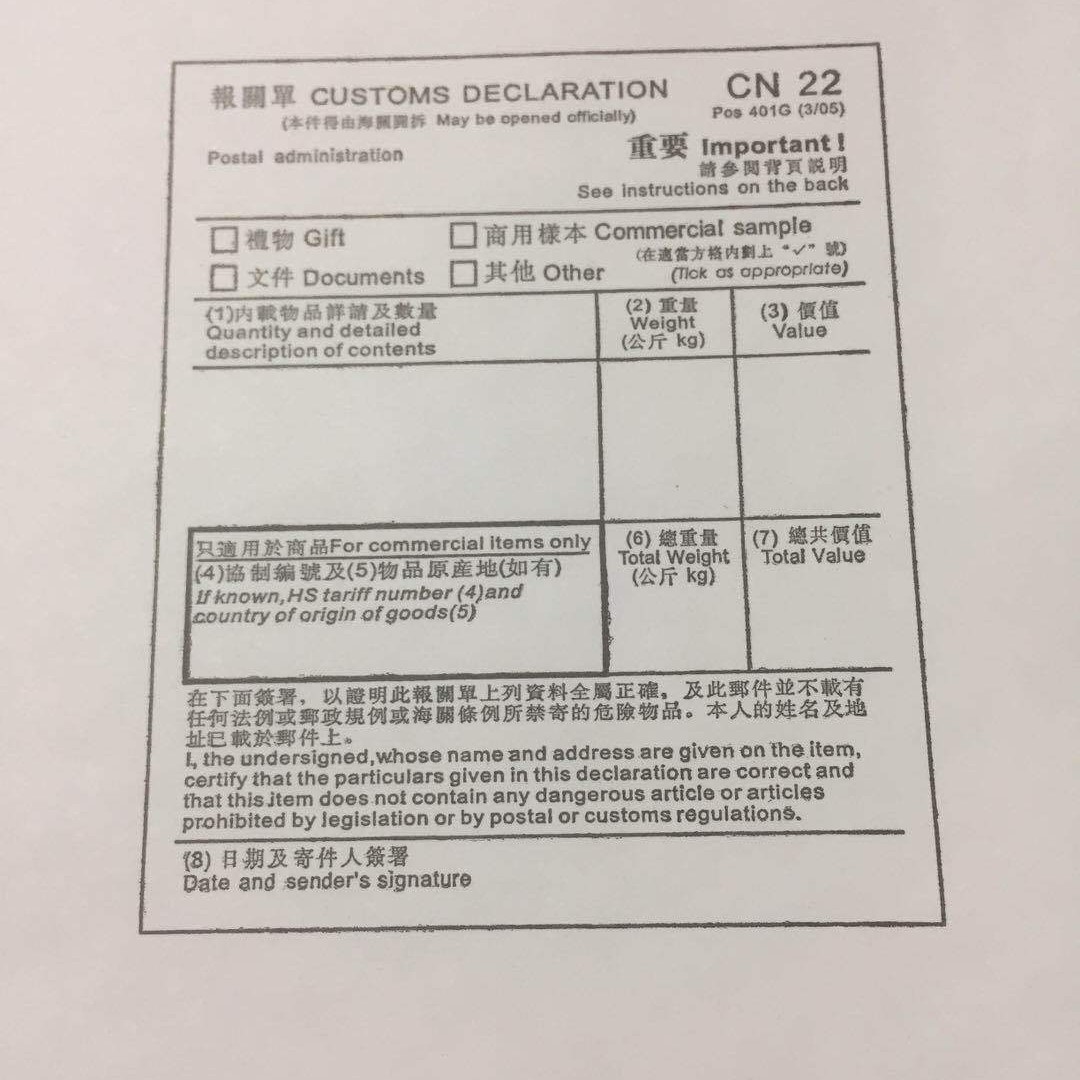 報關單 CUSTOMS DECLARATION
CN 22
(本件得由海關開拆 May be opened officially)
Pos 401G (3/05)
Postal administration
重要 Important!
請參閱背頁説明
See instructions on the back
禮物 Gift
商用樣本 Commercial sample
(在適當方格内劃上 “✓” 號)
文件 Documents
其他 Other
(Tick as appropriate)
(1)内載物品詳請及數量
Quantity and detailed
description of contents
(2) 重量
Weight
(公斤 kg)
(3) 價值
Value
只適用於商品For commercial items only
(4)協制編號及(5)物品原産地(如有)
If known,HS tariff number (4)and
country of origin of goods(5)
(6) 總重量
Total Weight
(公斤 kg)
(7) 總共價值
Total Value
在下面簽署，以證明此報關單上列資料全屬正確，及此郵件並不載有
任何法例或郵政規例或海關條例所禁寄的危險物品。本人的姓名及地
址已載於郵件上。
I, the undersigned,whose name and address are given on the item,
certify that the particulars given in this declaration are correct and
that this item does not contain any dangerous article or articles
prohibited by legislation or by postal or customs regulations.
(8) 日期及寄件人簽署
Date and sender's signature